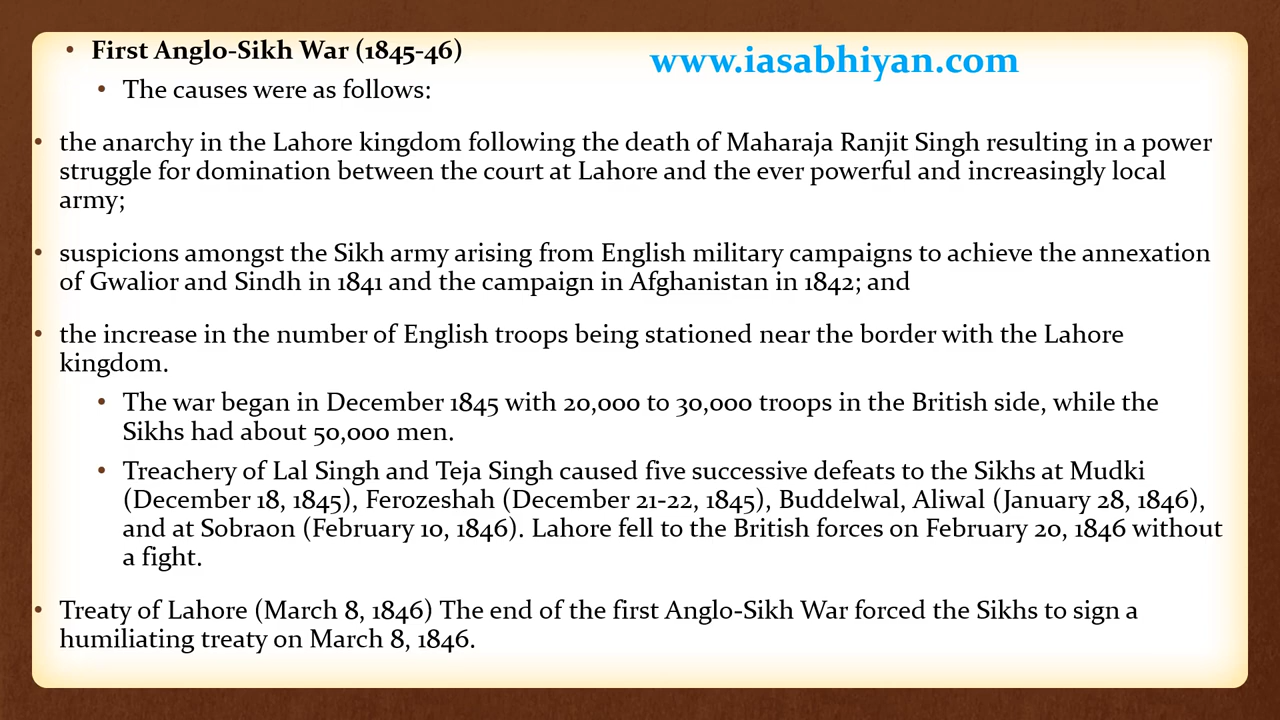 • First Anglo-Sikh War (1845-46)
www.iasabhiyan.com
• The causes were as follows:
• the anarchy in the Lahore kingdom following the death of Maharaja Ranjit Singh resulting in a power
struggle for domination between the court at Lahore and the ever powerful and increasingly local
army;
• suspicions amongst the Sikh army arising from English military campaigns to achieve the annexation
of Gwalior and Sindh in 1841 and the campaign in Afghanistan in 1842; and
• the increase in the number of English troops being stationed near the border with the Lahore
kingdom.
• The war began in December 1845 with 20,000 to 30,000 troops in the British side, while the
Sikhs had about 50,000 men.
• Treachery of Lal Singh and Teja Singh caused five successive defeats to the Sikhs at Mudki
(December 18, 1845), Ferozeshah (December 21-22, 1845), Buddelwal, Aliwal (January 28, 1846),
and at Sobraon (February 10, 1846). Lahore fell to the British forces on February 20, 1846 without
a fight.
• Treaty of Lahore (March 8, 1846) The end of the first Anglo-Sikh War forced the Sikhs to sign a
humiliating treaty on March 8, 1846.